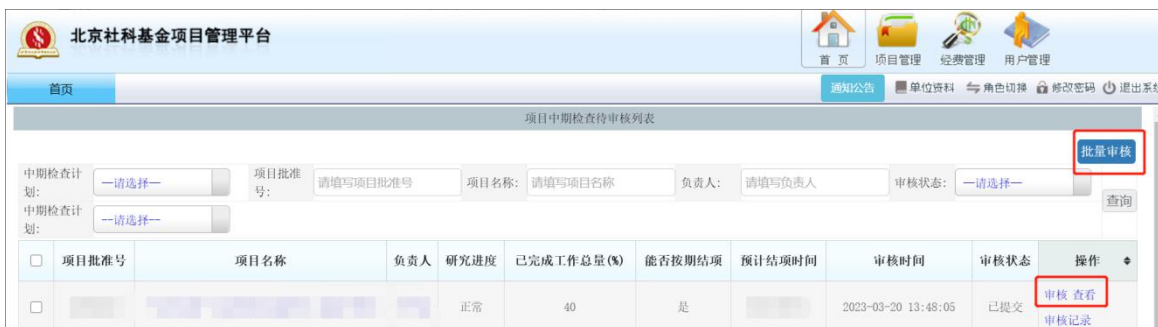 北京社科基金项目管理平台
首 页 项目管理 经费管理 用户管理
首页 通知公告 单位资料 角色切换 修改密码 退出系统
项目中期检查待审核列表
批量审核
中期检查计划: —请选择— 项目批准号: 请填写项目批准号 项目名称: 请填写项目名称 负责人: 请填写负责人 审核状态: —请选择—
查询
中期检查计划: --请选择--
项目批准号 项目名称 负责人 研究进度 已完成工作总量(%) 能否按期结项 预计结项时间 审核时间 审核状态 操作
正常 40 是 2023-03-20 13:48:05 已提交 审核 查看
审核记录